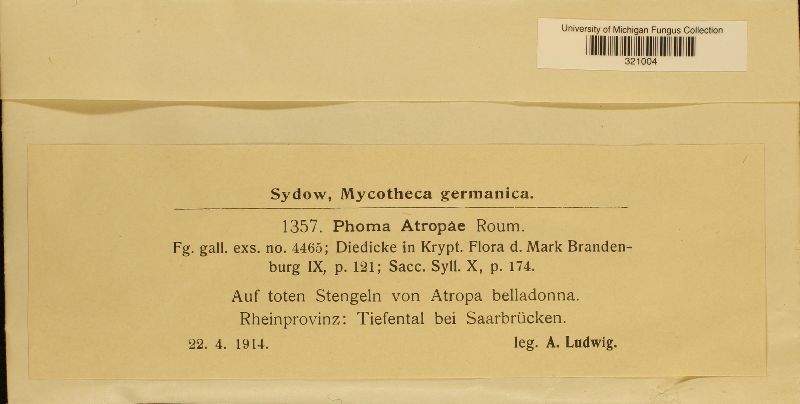 University of Michigan Fungus Collection
321004
Sydow, Mycotheca germanica.
1357. Phoma Atropae Roum.
Fg. gall. exs. no. 4465; Diedicke in Krypt. Flora d. Mark Branden-
burg IX, p. 121; Sacc. Syll. X, p. 174.
Auf toten Stengeln von Atropa belladonna.
Rheinprovinz: Tiefental bei Saarbrücken.
22. 4. 1914. leg. A. Ludwig.